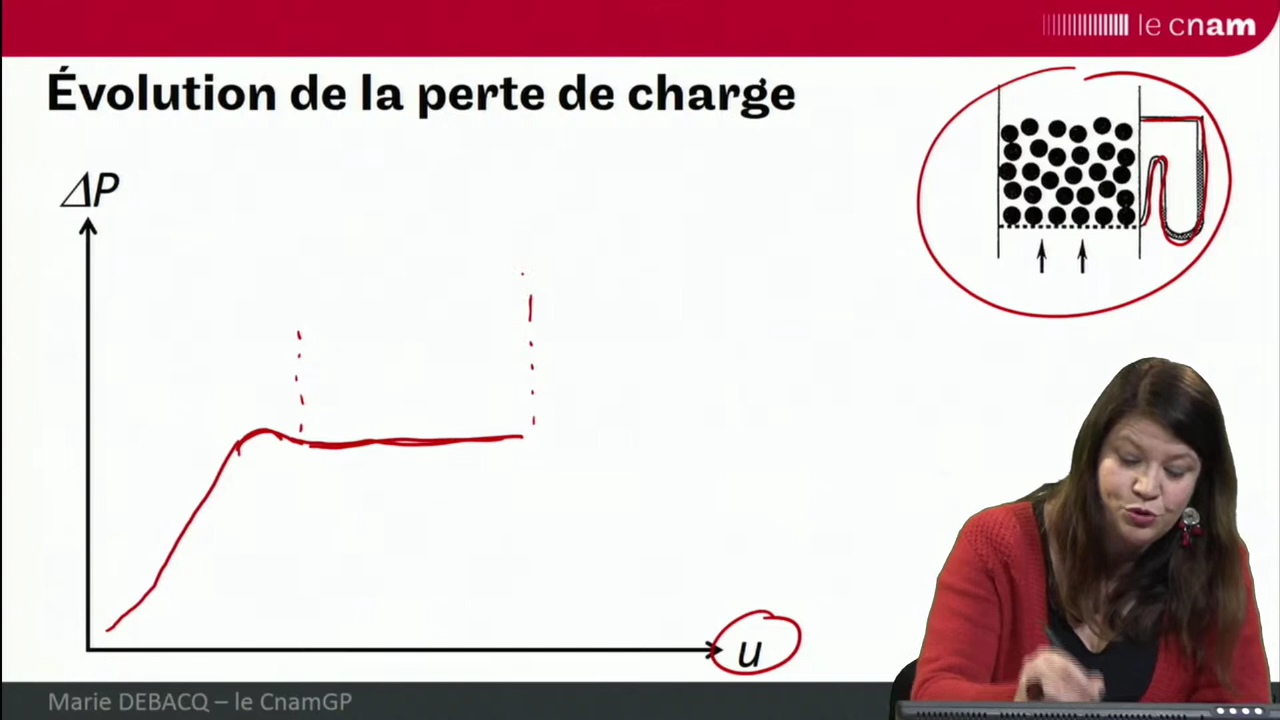 le cnam
Évolution de la perte de charge
ΔP
u
Marie DEBACQ – le CnamGP